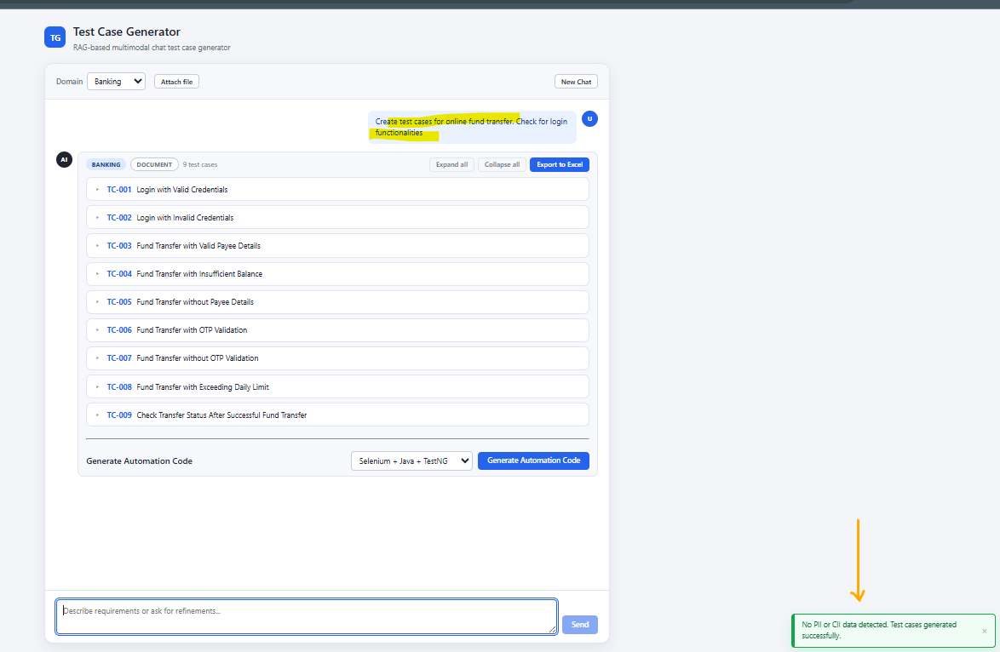 TG
Test Case Generator
RAG-based multimodal chat test case generator
Domain Banking Attach file New Chat
Create test cases for online fund transfer. Check for login
functionalities
U
AI
BANKING DOCUMENT 9 test cases Expand all Collapse all Export to Excel
TC-001 Login with Valid Credentials
TC-002 Login with Invalid Credentials
TC-003 Fund Transfer with Valid Payee Details
TC-004 Fund Transfer with Insufficient Balance
TC-005 Fund Transfer without Payee Details
TC-006 Fund Transfer with OTP Validation
TC-007 Fund Transfer without OTP Validation
TC-008 Fund Transfer with Exceeding Daily Limit
TC-009 Check Transfer Status After Successful Fund Transfer
Generate Automation Code Selenium + Java + TestNG Generate Automation Code
Describe requirements or ask for refinements...
Send
No PII or CII data detected. Test cases generated
successfully.